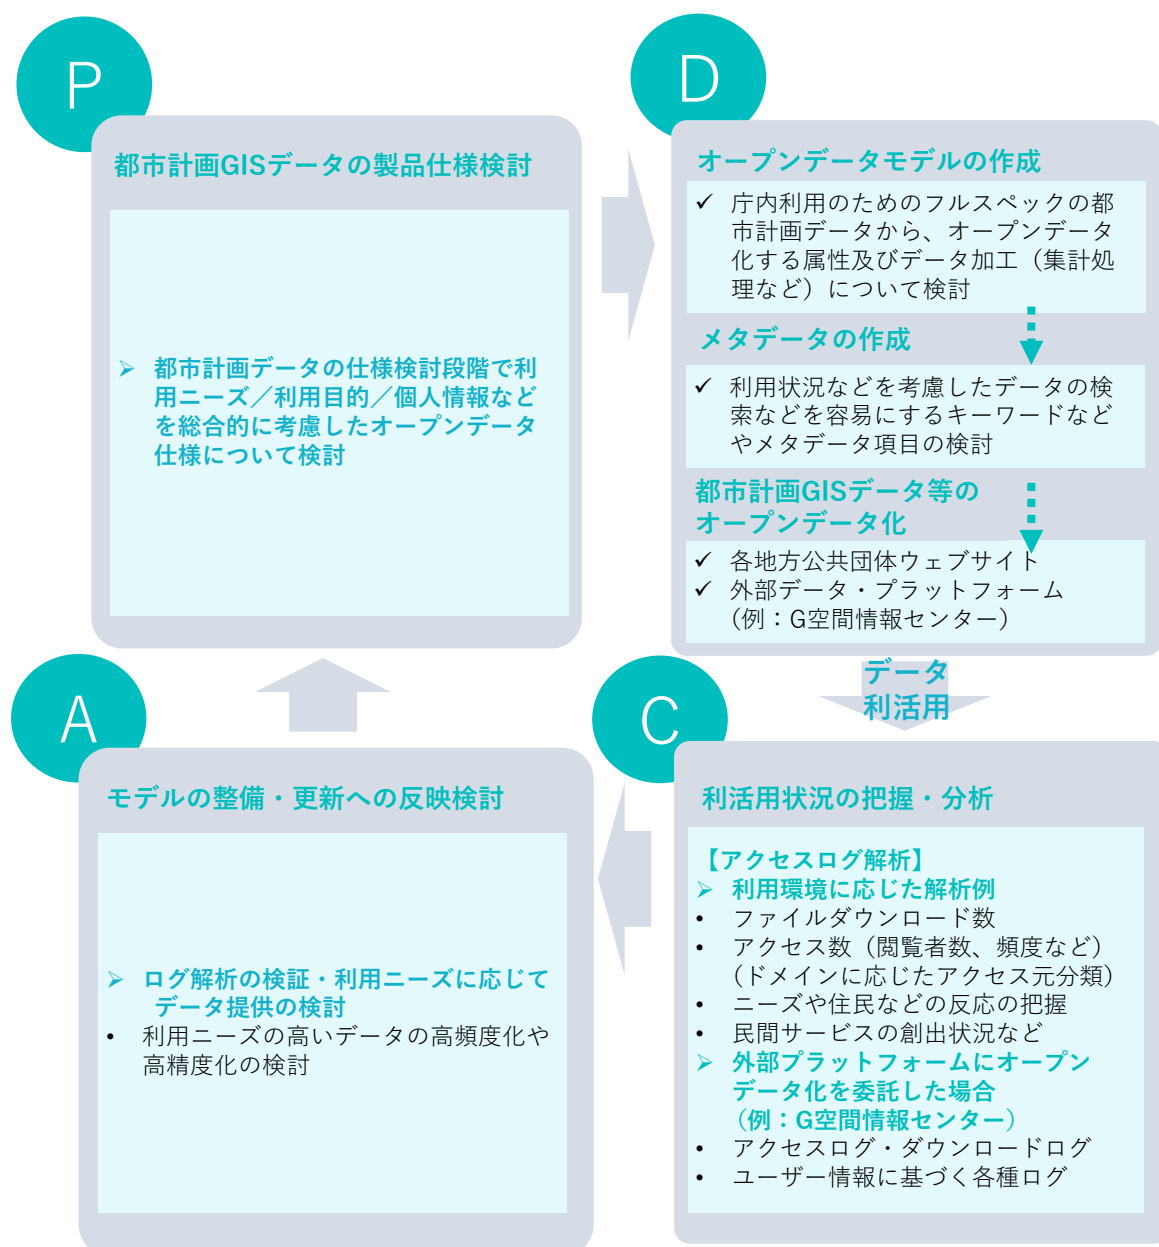 P
都市計画GISデータの製品仕様検討
➢ 都市計画データの仕様検討段階で利
用ニーズ／利用目的／個人情報など
を総合的に考慮したオープンデータ
仕様について検討
D
オープンデータモデルの作成
✓ 庁内利用のためのフルスペックの都
市計画データから、オープンデータ
化する属性及びデータ加工（集計処
理など）について検討
メタデータの作成
✓ 利用状況などを考慮したデータの検
索などを容易にするキーワードなど
やメタデータ項目の検討
都市計画GISデータ等の
オープンデータ化
✓ 各地方公共団体ウェブサイト
✓ 外部データ・プラットフォーム
（例：G空間情報センター）
データ
利活用
C
利活用状況の把握・分析
【アクセスログ解析】
➢ 利用環境に応じた解析例
• ファイルダウンロード数
• アクセス数（閲覧者数、頻度など）
（ドメインに応じたアクセス元分類）
• ニーズや住民などの反応の把握
• 民間サービスの創出状況など
➢ 外部プラットフォームにオープン
データ化を委託した場合
（例：G空間情報センター）
• アクセスログ・ダウンロードログ
• ユーザー情報に基づく各種ログ
A
モデルの整備・更新への反映検討
➢ ログ解析の検証・利用ニーズに応じて
データ提供の検討
• 利用ニーズの高いデータの高頻度化や
高精度化の検討